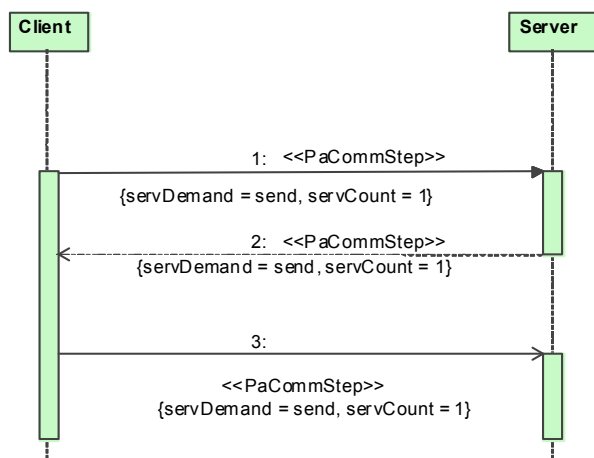 Client
Server
1: <<PaCommStep>>
{servDemand = send, servCount = 1}
2: <<PaCommStep>>
{servDemand = send, servCount = 1}
3:
<<PaCommStep>>
{servDemand = send, servCount = 1}